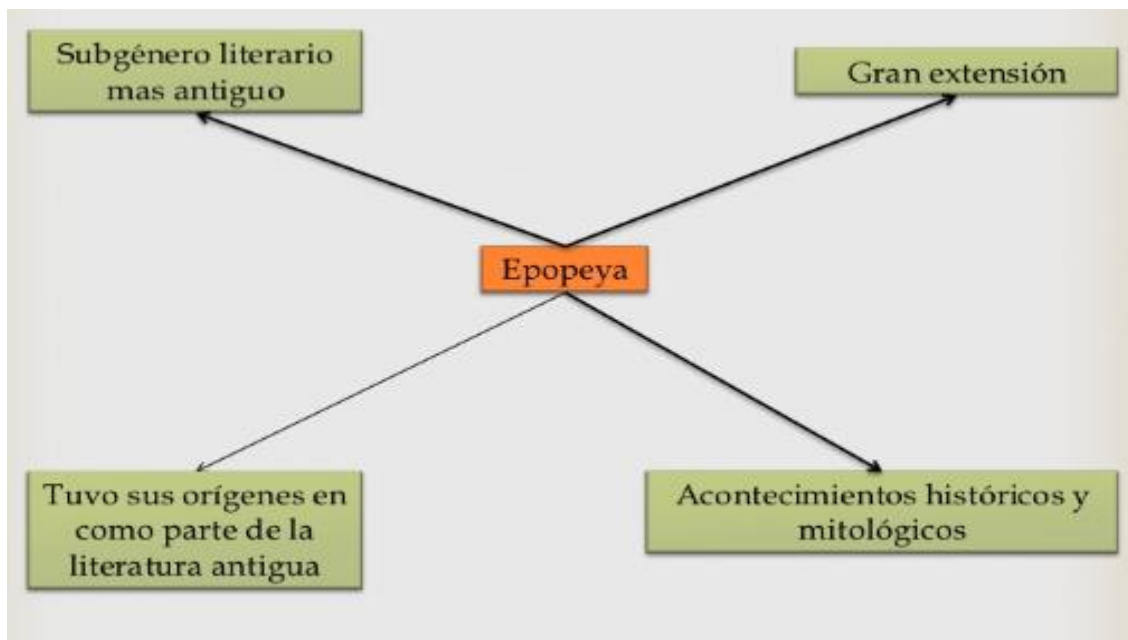 Subgénero literario
mas antiguo
Gran extensión
Epopeya
Tuvo sus orígenes en
como parte de la
literatura antigua
Acontecimientos históricos y
mitológicos